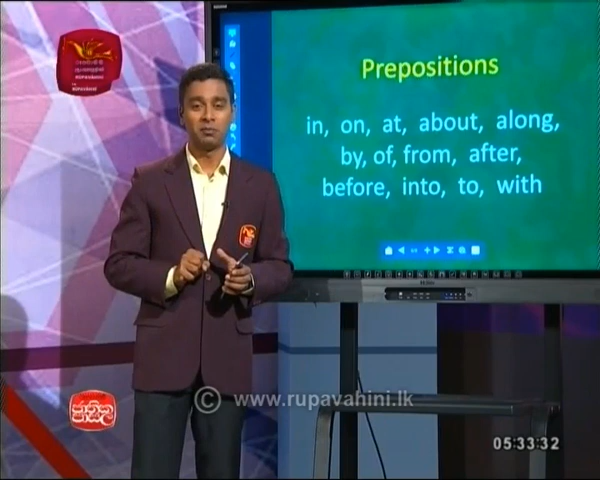 Prepositions
in, on, at, about, along,
by, of, from, after,
before, into, to, with
RUPAVAHINI
© www.rupavahini.lk
05:33:32